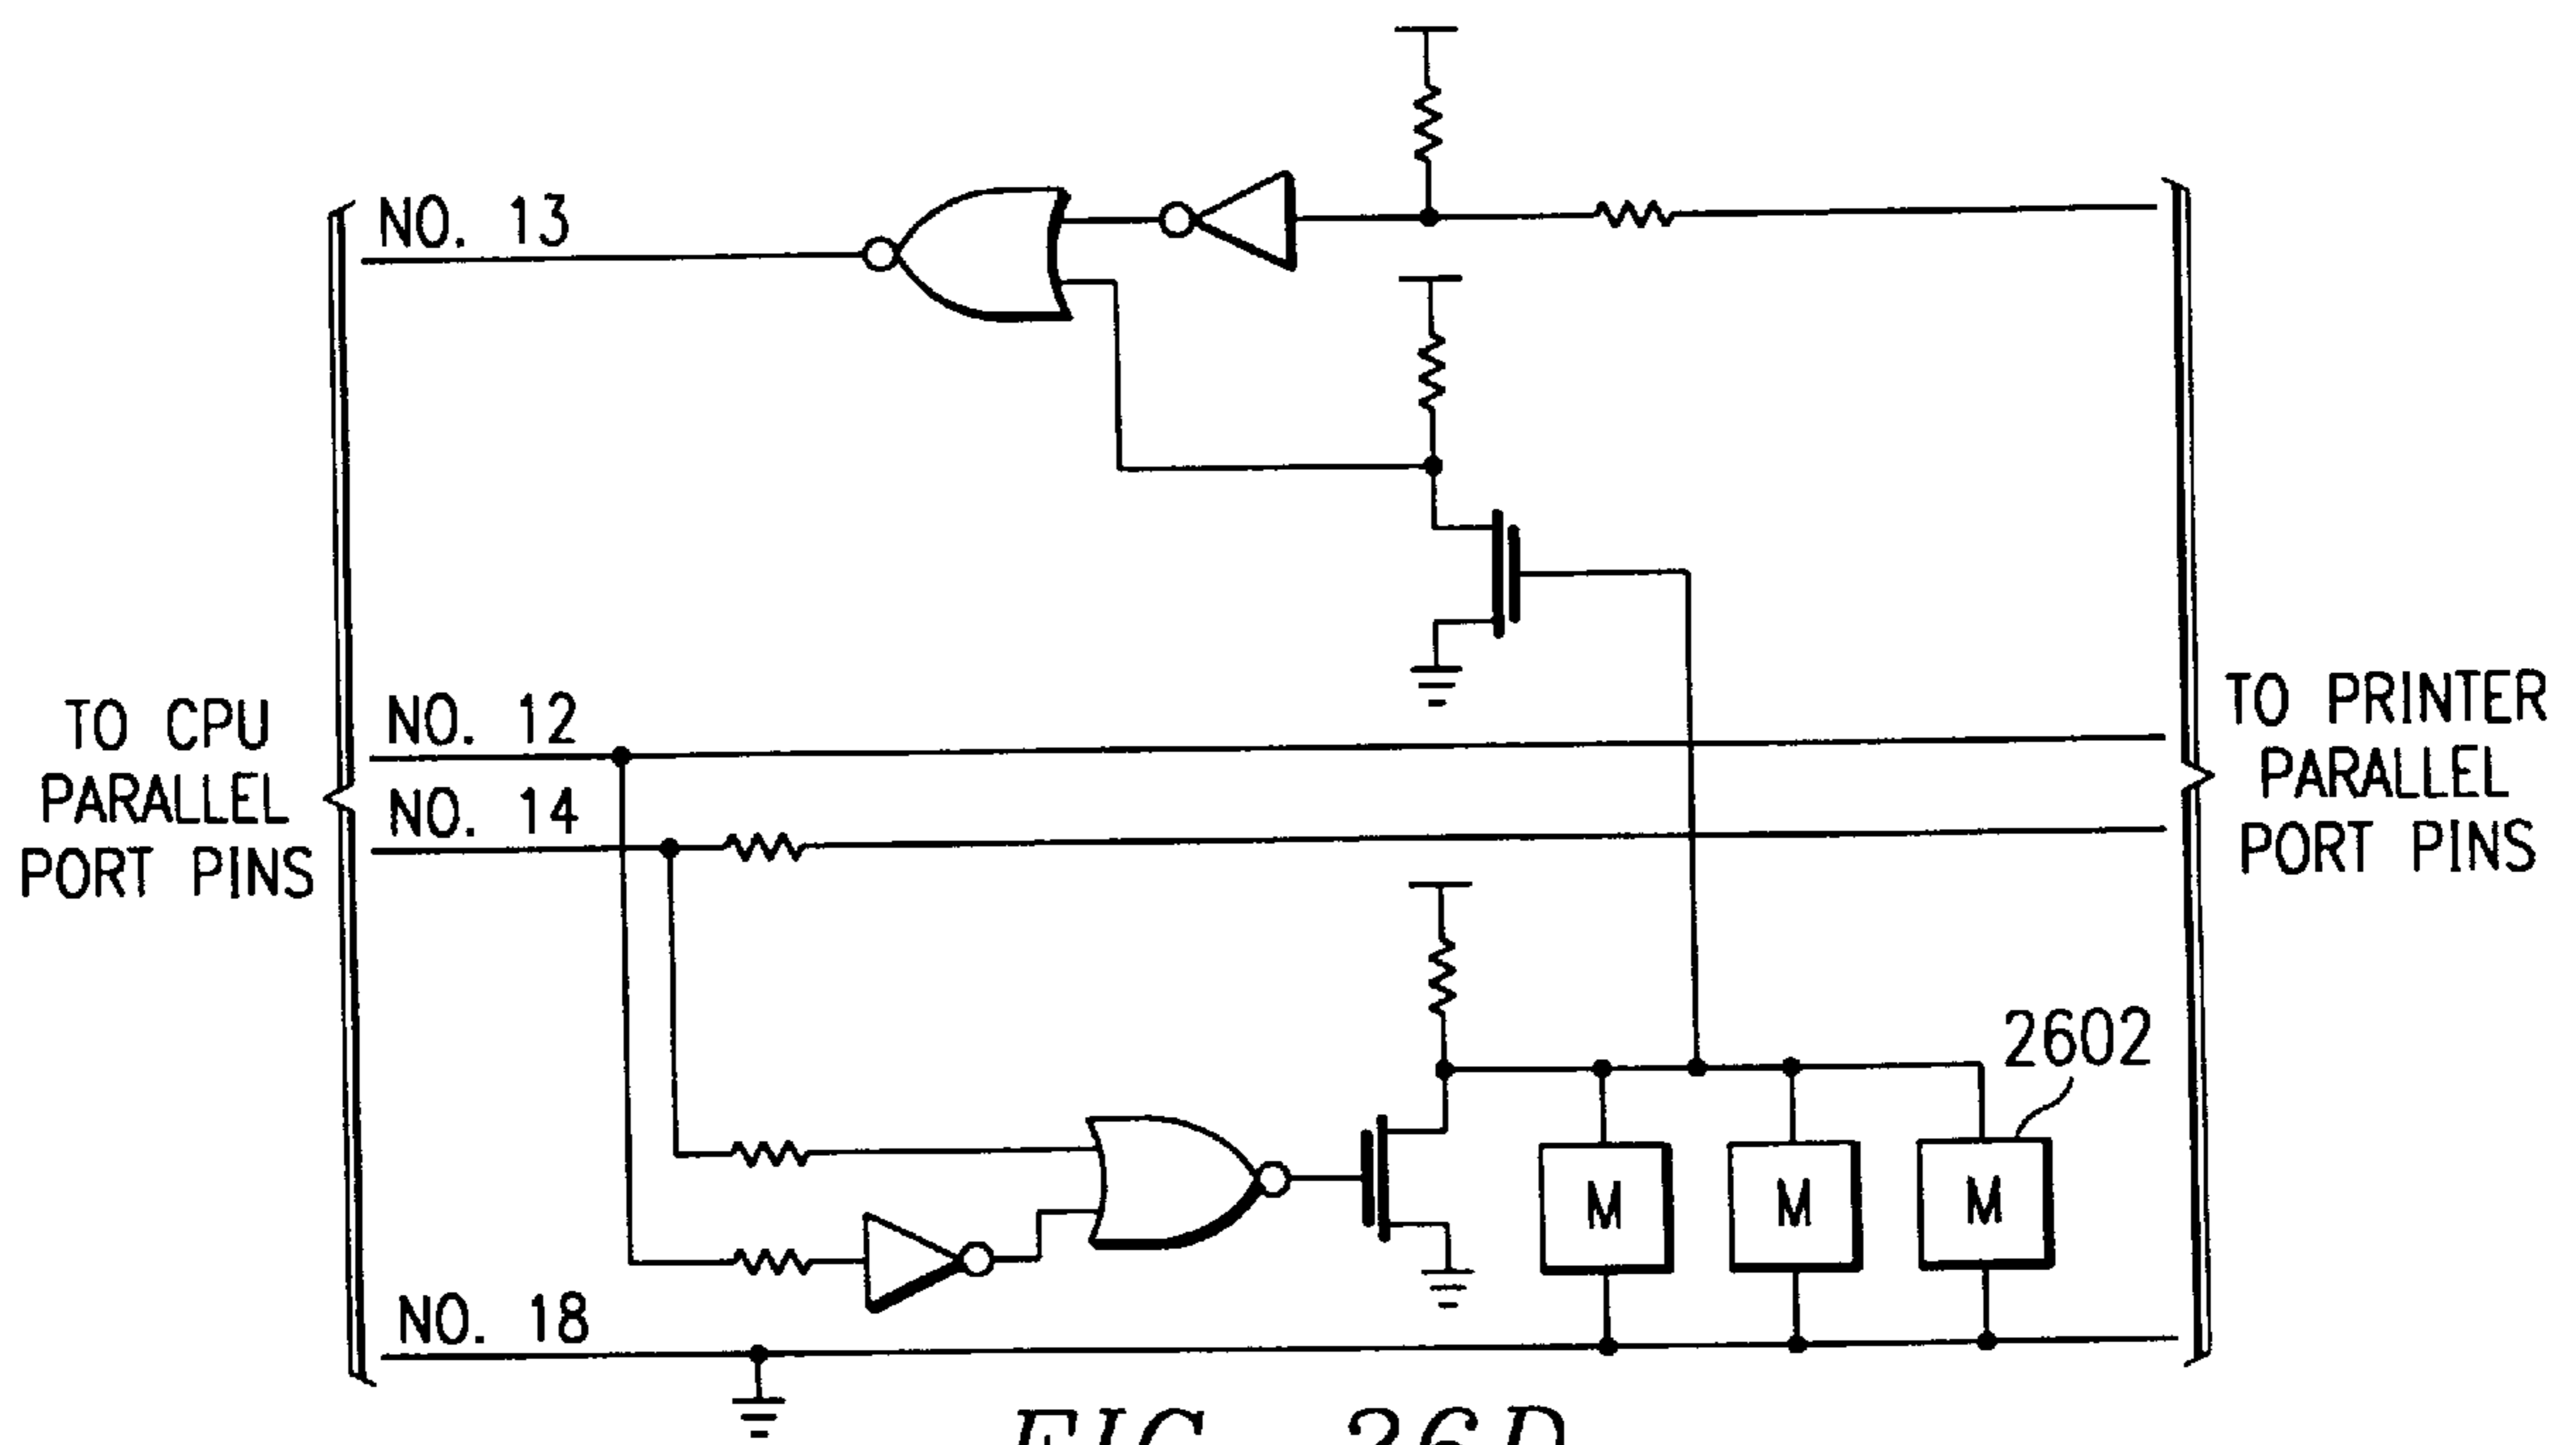 NO. 13
TO CPU
PARALLEL
PORT PINS
NO. 12
NO. 14
TO PRINTER
PARALLEL
PORT PINS
2602
M M M
NO. 18